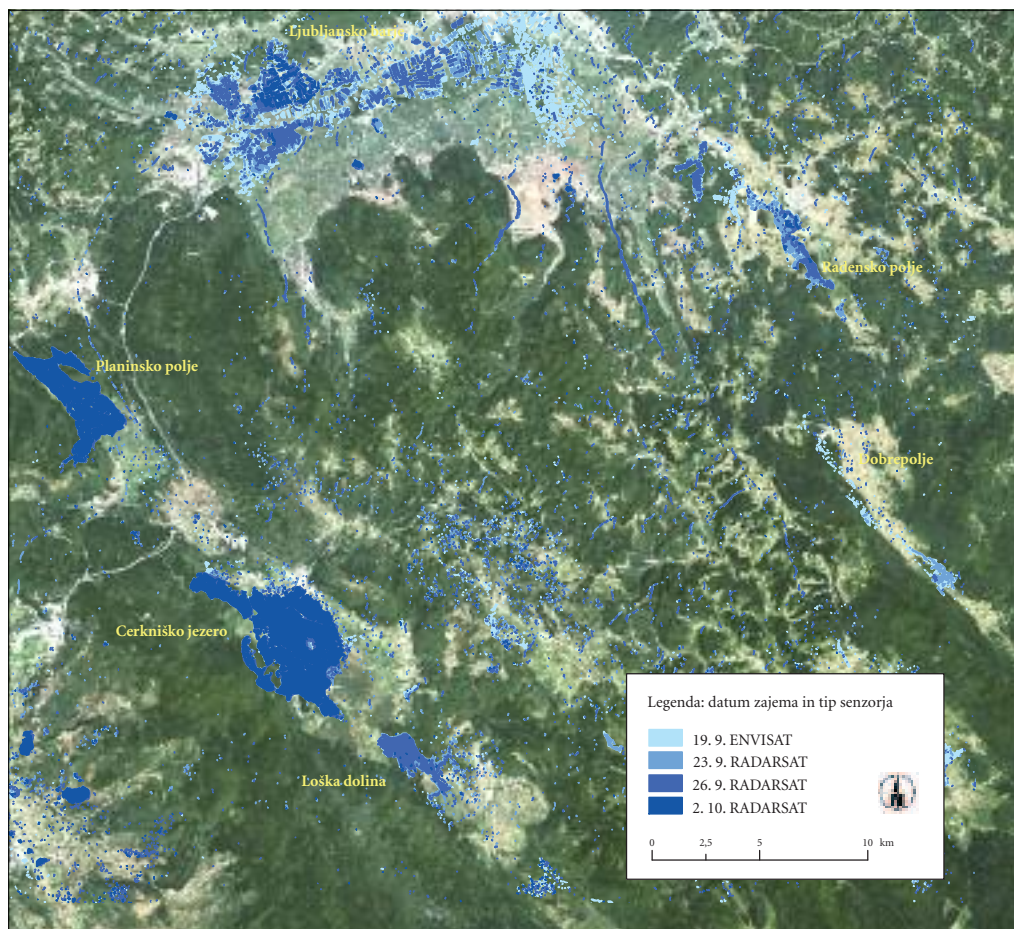 Ljubljansko barje
Radensko polje
Planinsko polje
Dobrepolje
Cerkniško jezero
Loška dolina
Legenda: datum zajema in tip senzorja
19. 9. ENVISAT
23. 9. RADARSAT
26. 9. RADARSAT
2. 10. RADARSAT
0 2,5 5 10 km